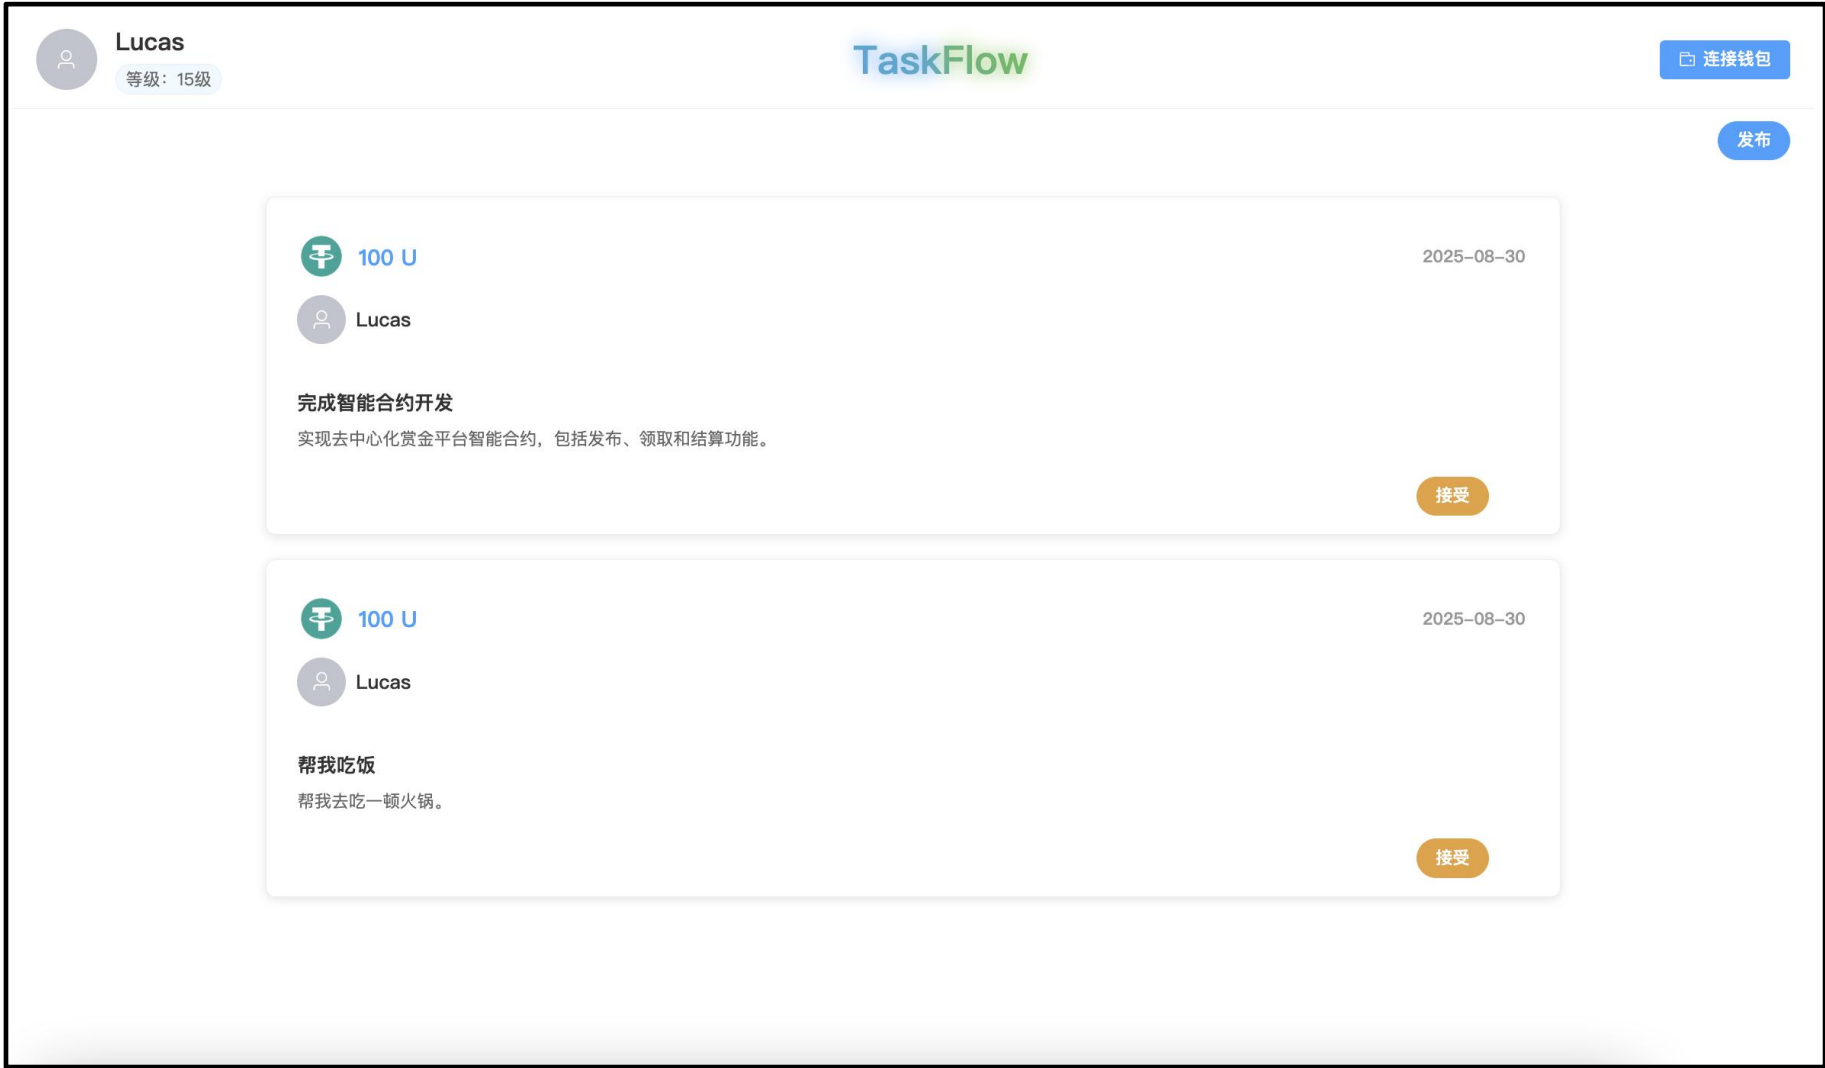 Lucas
等级：15级
TaskFlow
连接钱包
发布
100 U
2025-08-30
Lucas
完成智能合约开发
实现去中心化赏金平台智能合约，包括发布、领取和结算功能。
接受
100 U
2025-08-30
Lucas
帮我吃饭
帮我去吃一顿火锅。
接受